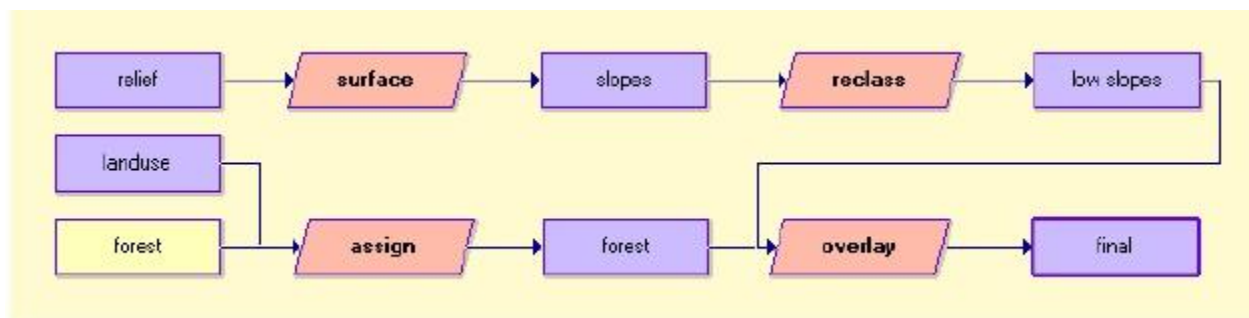 relief
surface
slopes
reclass
low slopes
landuse
forest
assign
forest
overlay
final